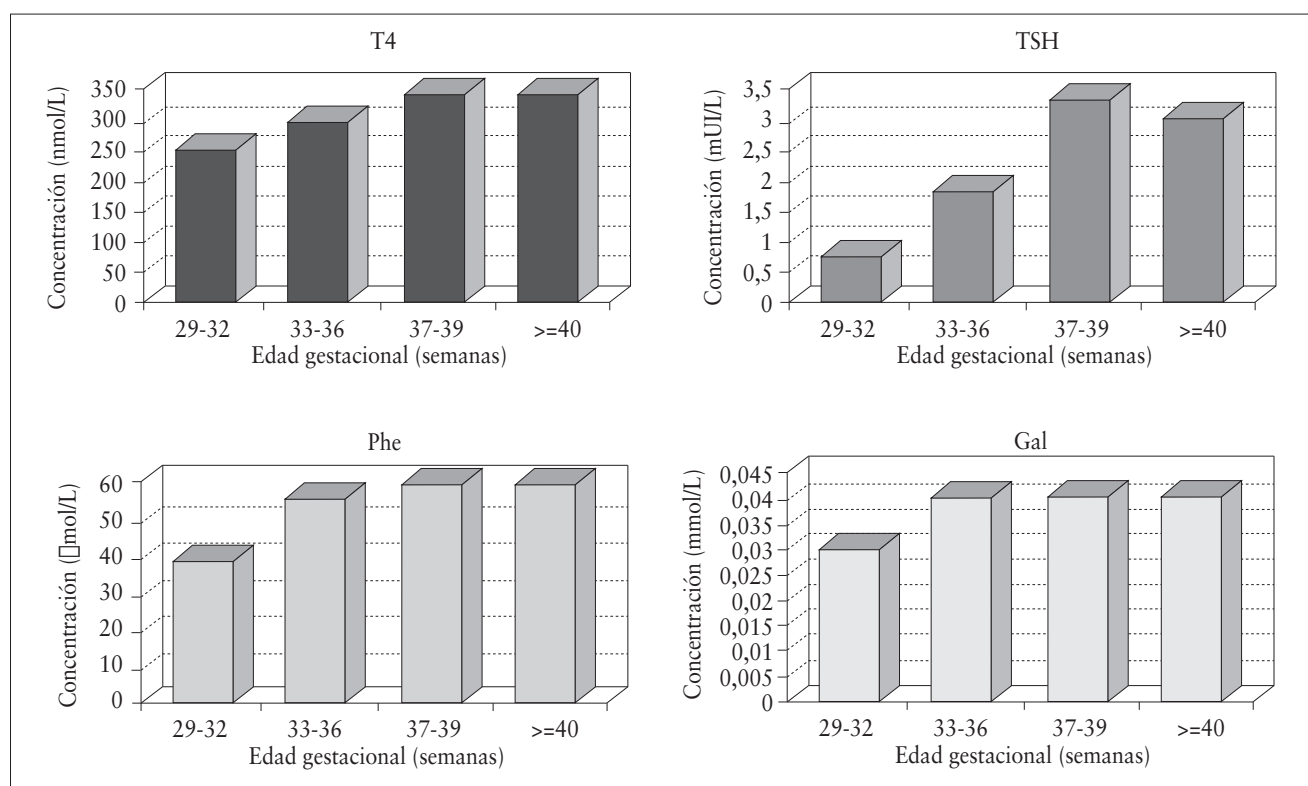 T4
Concentración (nmol/L)
350
300
250
200
150
100
50
0
29-32 33-36 37-39 >=40
Edad gestacional (semanas)
TSH
Concentración (mUI/L)
3,5
3
2,5
2
1,5
1
0,5
0
29-32 33-36 37-39 >=40
Edad gestacional (semanas)
Phe
Concentración (▯mol/L)
60
50
40
30
20
10
0
29-32 33-36 37-39 >=40
Edad gestacional (semanas)
Gal
Concentración (mmol/L)
0,045
0,04
0,035
0,03
0,025
0,02
0,015
0,01
0,005
0
29-32 33-36 37-39 >=40
Edad gestacional (semanas)